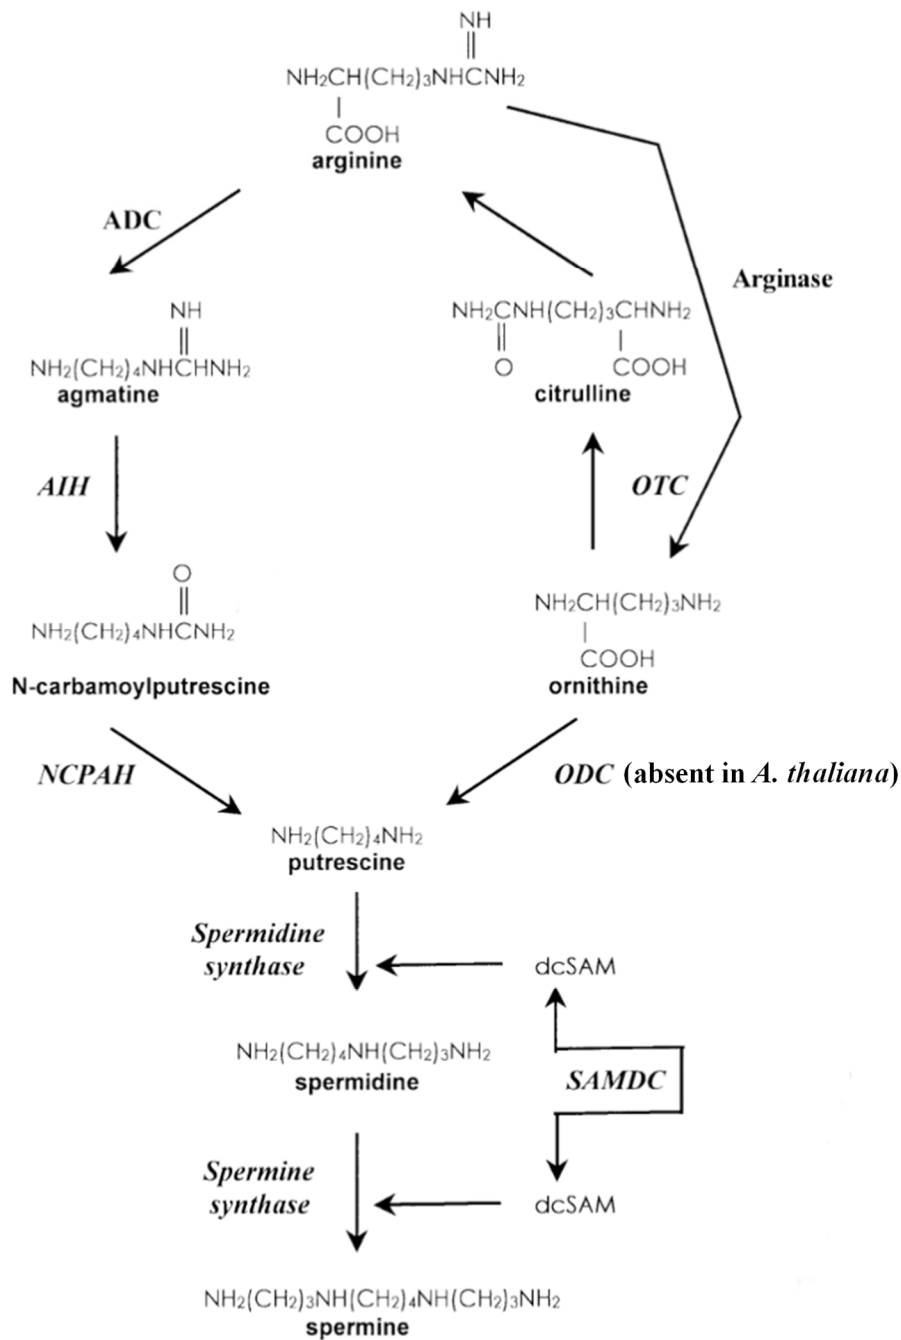 NH
NH2CH(CH2)3NHCNH2
COOH
arginine
ADC
Arginase
NH
NH2(CH2)4NHCHNH2
agmatine
NH2CNH(CH2)3CHNH2
O
COOH
citrulline
AIH
OTC
O
NH2(CH2)4NHCNH2
N-carbamoylputrescine
NH2CH(CH2)3NH2
COOH
ornithine
NCPAH
ODC (absent in A. thaliana)
NH2(CH2)4NH2
putrescine
Spermidine
synthase
dcSAM
NH2(CH2)4NH(CH2)3NH2
spermidine
SAMDC
Spermine
synthase
dcSAM
NH2(CH2)3NH(CH2)4NH(CH2)3NH2
spermine